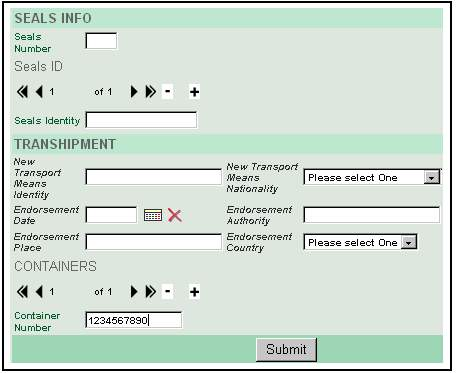 SEALS INFO
Seals
Number
Seals ID
1 of 1 - +
Seals Identity
TRANSHIPMENT
New
Transport
Means
Identity
New Transport
Means
Nationality
Please select One
Endorsement
Date
Endorsement
Authority
Endorsement
Place
Endorsement
Country
Please select One
CONTAINERS
1 of 1 - +
Container
Number
1234567890
Submit